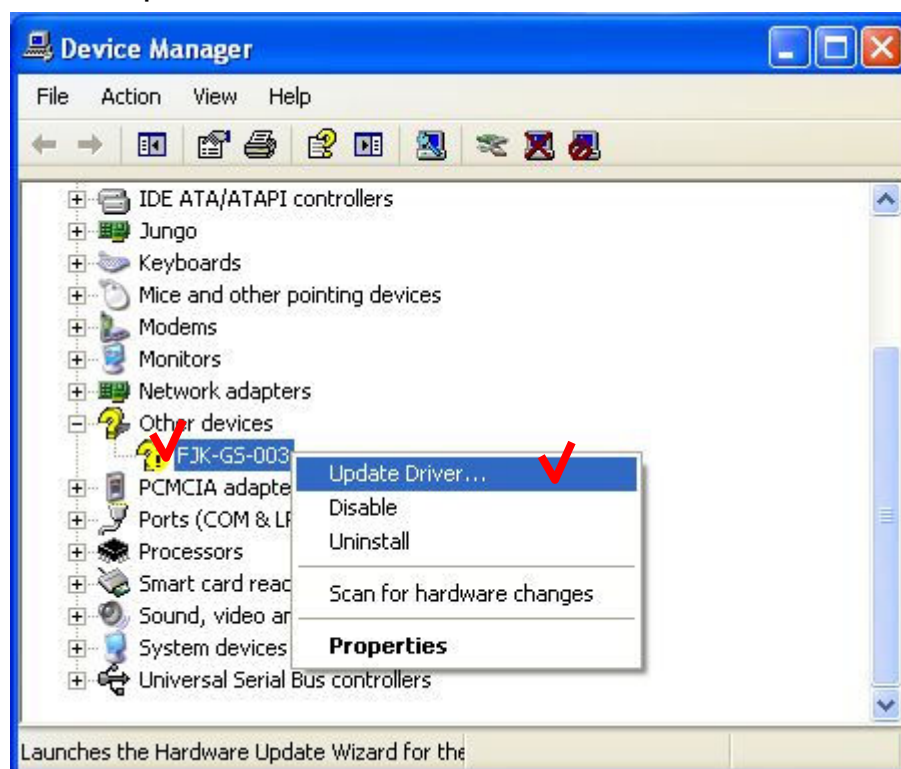 Device Manager
File Action View Help
IDE ATA/ATAPI controllers
Jungo
Keyboards
Mice and other pointing devices
Modems
Monitors
Network adapters
Other devices
FJK-GS-003
Update Driver...
PCMCIA adapte
Disable
Ports (COM &
Uninstall
Processors
Smart card reac
Scan for hardware changes
Sound, video ar
System devices
Properties
Universal Serial Bus controllers
Launches the Hardware Update Wizard for the